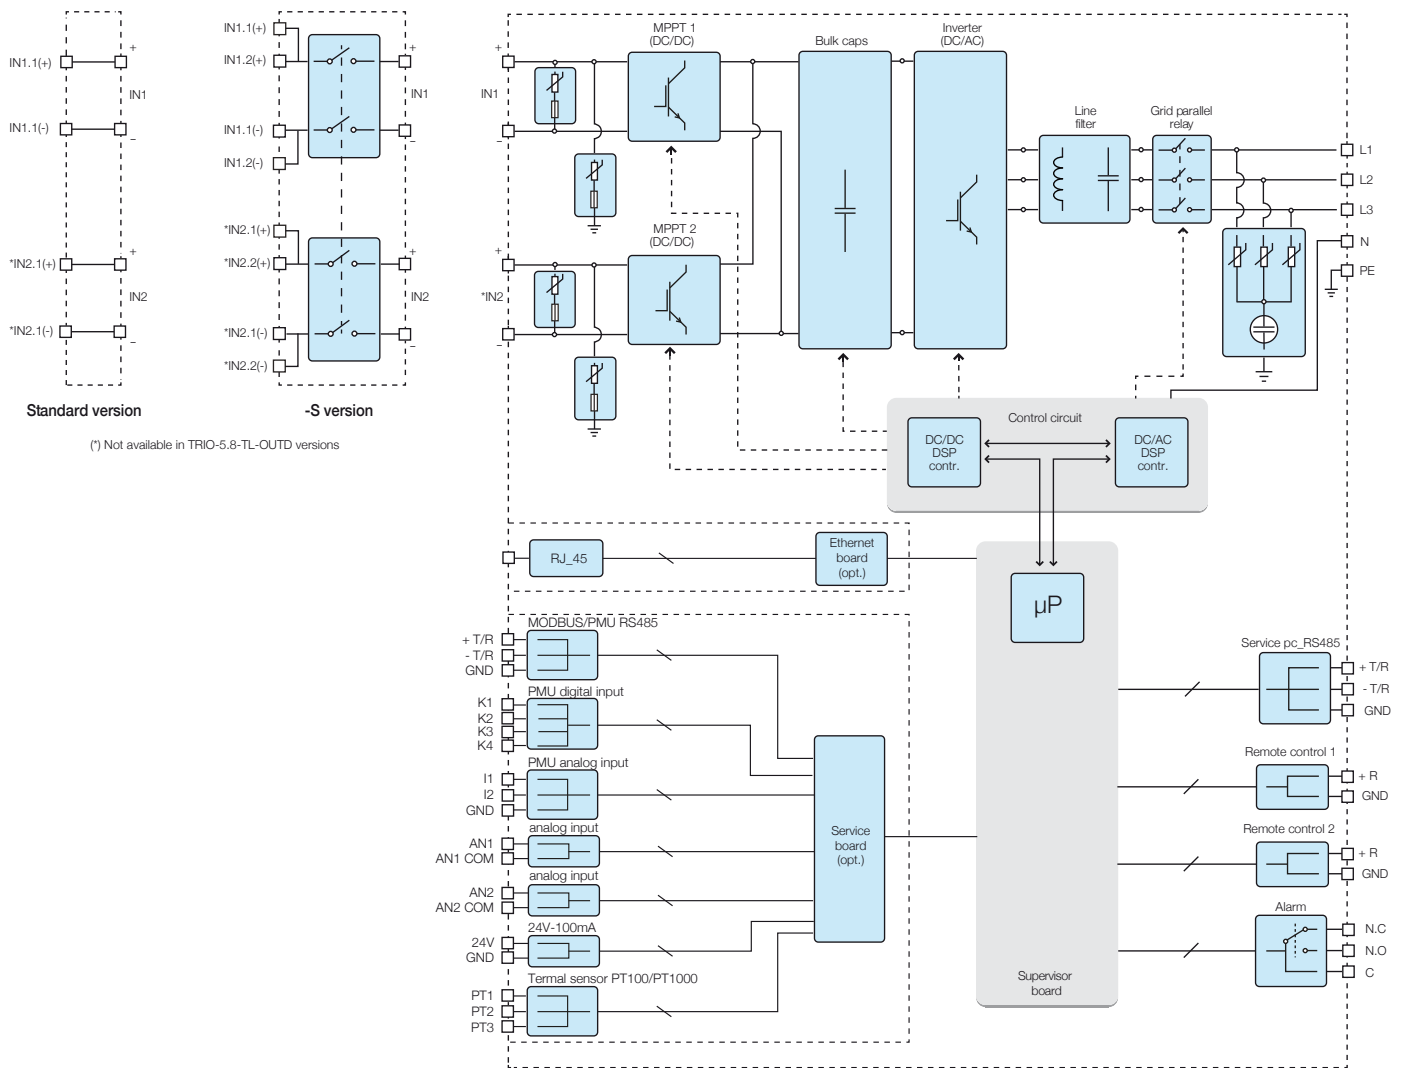 IN1.1(+)
+
IN1
IN1.1(-)
–
*IN2.1(+)
+
IN2
*IN2.1(-)
–
Standard version
IN1.1(+)
IN1.2(+)
+
IN1
IN1.1(-)
–
IN1.2(-)
*IN2.1(+)
*IN2.2(+)
+
IN2
*IN2.1(-)
–
*IN2.2(-)
-S version
(*) Not available in TRIO-5.8-TL-OUTD versions
+
IN1
–
+
*IN2
–
MPPT 1
(DC/DC)
MPPT 2
(DC/DC)
Bulk caps
Inverter
(DC/AC)
Line
filter
Grid parallel
relay
L1
L2
L3
N
PE
Control circuit
DC/DC
DSP
contr.
DC/AC
DSP
contr.
RJ_45
Ethernet
board
(opt.)
µP
MODBUS/PMU RS485
+ T/R
- T/R
GND
PMU digital input
K1
K2
K3
K4
PMU analog input
I1
I2
GND
analog input
AN1
AN1 COM
analog input
AN2
AN2 COM
24V-100mA
24V
GND
Termal sensor PT100/PT1000
PT1
PT2
PT3
Service
board
(opt.)
Supervisor
board
Service pc_RS485
+ T/R
- T/R
GND
Remote control 1
+ R
GND
Remote control 2
+ R
GND
Alarm
N.C
N.O
C